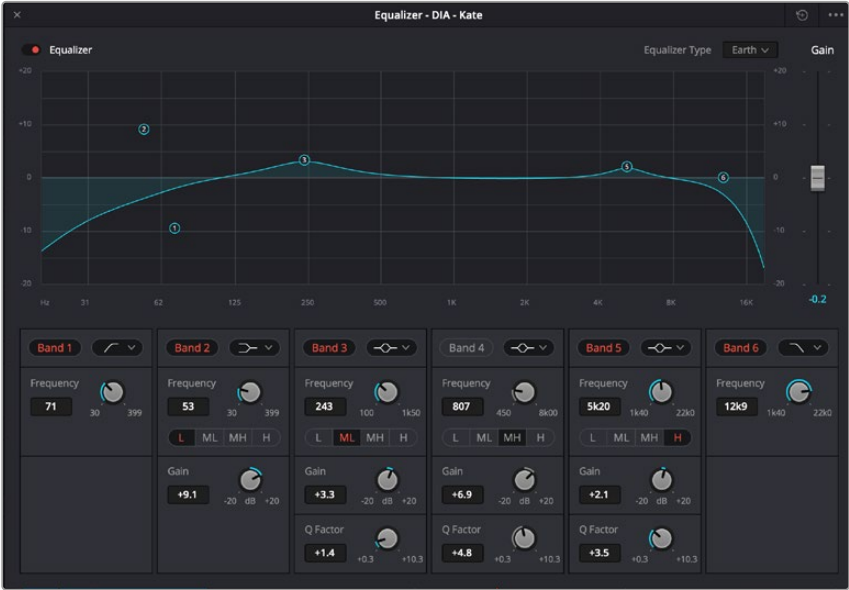 Equalizer - DIA - Kate
Equalizer
Equalizer Type
Earth
Gain
+20
+20
+10
+10
0
0
-10
-10
-20
-20
2
3
5
6
1
Hz 31 62 125 250 500 1K 2K 4K 8K 16K
-0.2
Band 1
Band 2
Band 3
Band 4
Band 5
Band 6
Frequency
71
30 399
Frequency
53
30 399
L ML MH H
Frequency
243
100 1k50
L ML MH H
Frequency
807
450 8k00
L ML MH H
Frequency
5k20
1k40 22k0
L ML MH H
Frequency
12k9
1k40 22k0
Gain
+9.1
-20 dB +20
Gain
+3.3
-20 dB +20
Gain
+6.9
-20 dB +20
Gain
+2.1
-20 dB +20
Q Factor
+1.4
+0.3 +10.3
Q Factor
+4.8
+0.3 +10.3
Q Factor
+3.5
+0.3 +10.3